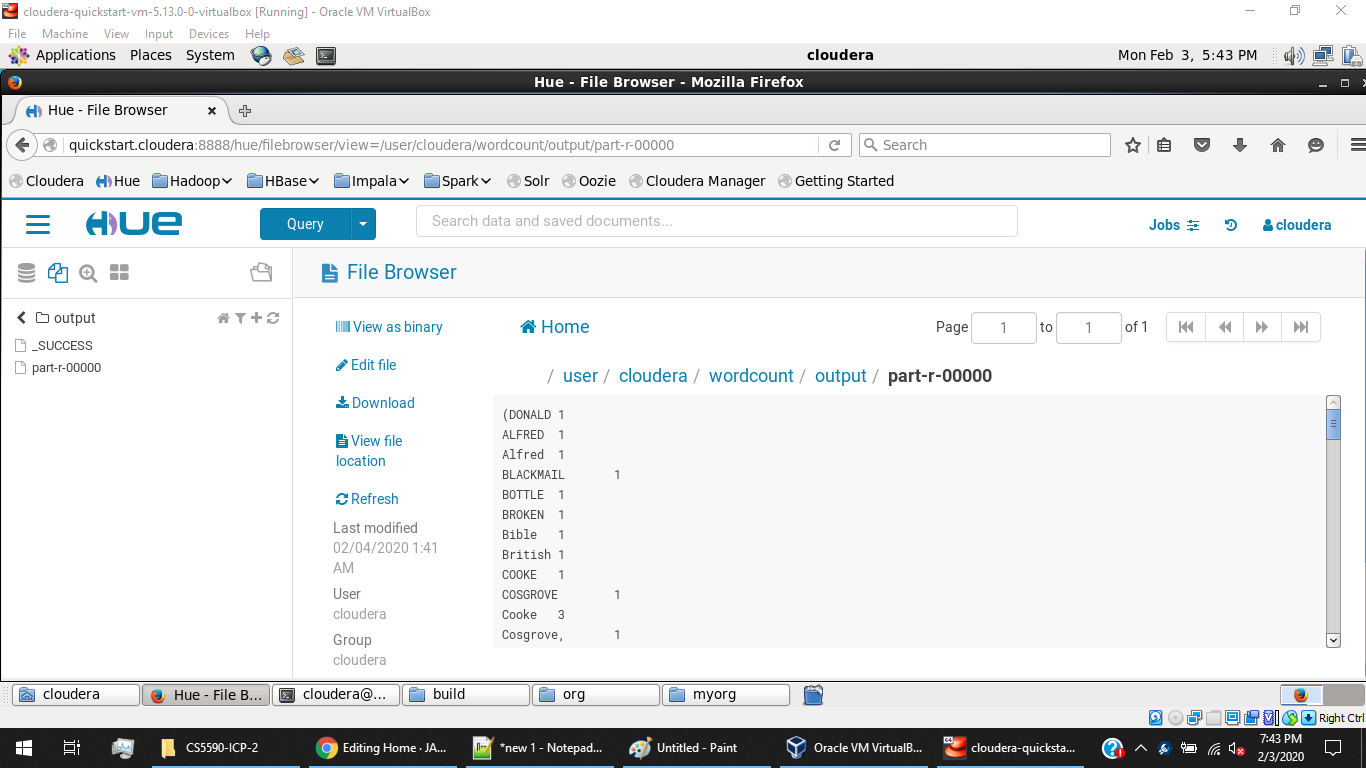 cloudera-quickstart-vm-5.13.0-0-virtualbox [Running] - Oracle VM VirtualBox
File Machine View Input Devices Help
Applications Places System cloudera Mon Feb 3, 5:43 PM
Hue - File Browser - Mozilla Firefox
Hue - File Browser
quickstart.cloudera:8888/hue/filebrowser/view=/user/cloudera/wordcount/output/part-r-00000 Search
Cloudera Hue Hadoop HBase Impala Spark Solr Oozie Cloudera Manager Getting Started
HUE Query Search data and saved documents... Jobs cloudera
File Browser
output
_SUCCESS
part-r-00000
View as binary
Edit file
Download
View file
location
Refresh
Last modified
02/04/2020 1:41
AM
User
cloudera
Group
cloudera
Home Page 1 to 1 of 1
/ user / cloudera / wordcount / output / part-r-00000
(DONALD 1
ALFRED 1
Alfred 1
BLACKMAIL 1
BOTTLE 1
BROKEN 1
Bible 1
British 1
COOKE 1
COSGROVE 1
Cooke 3
Cosgrove, 1
cloudera Hue - File B... cloudera@... build org myorg
Right Ctrl
CS5590-ICP-2 Editing Home · JA... *new 1 - Notepad... Untitled - Paint Oracle VM VirtualB... cloudera-quicksta... 7:43 PM
2/3/2020